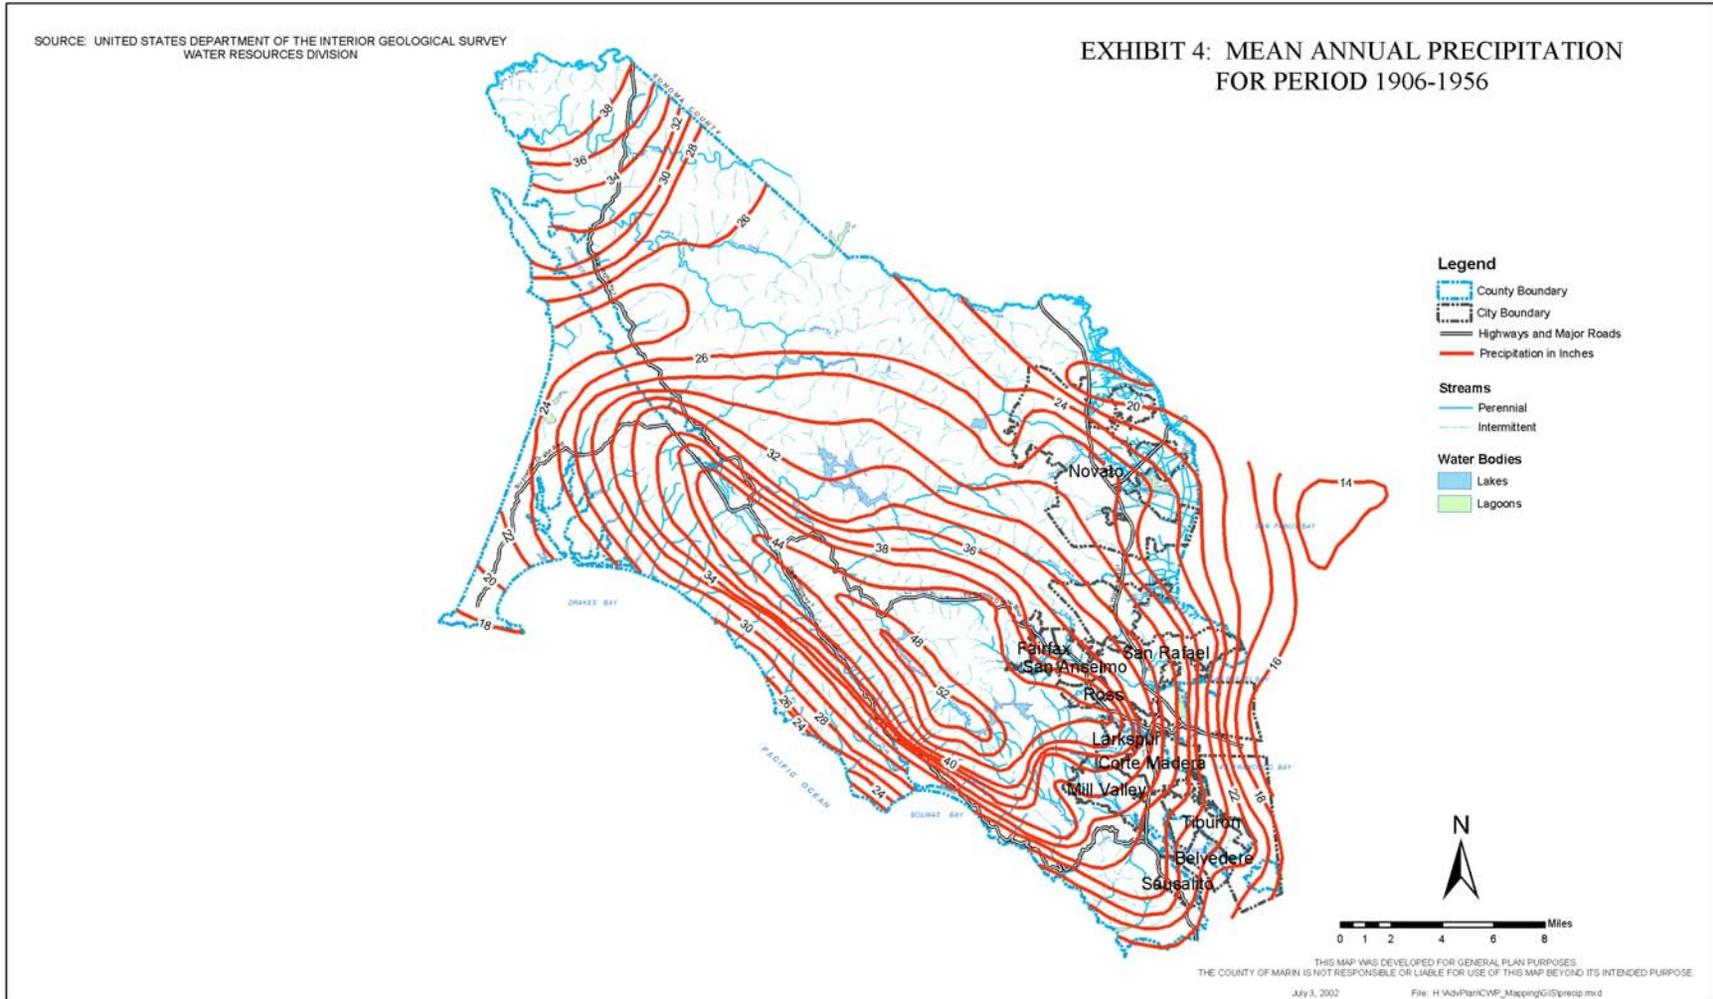 SOURCE: UNITED STATES DEPARTMENT OF THE INTERIOR GEOLOGICAL SURVEY
WATER RESOURCES DIVISION
EXHIBIT 4: MEAN ANNUAL PRECIPITATION
FOR PERIOD 1906-1956
SONOMA COUNTY
38
32
28
36
34
30
26
26
24
24
20
32
Novato
14
SAN PABLO BAY
22
44
38
36
20
34
DRAKES BAY
18
30
48
Fairfax
San Rafael
San Anselmo
16
52
Ross
26
24
28
Larkspur
40
Corte Madera
PACIFIC OCEAN
24
Mill Valley
22
18
BOLINAS BAY
Tiburon
Belvedere
Sausalito
Legend
County Boundary
City Boundary
Highways and Major Roads
Precipitation in Inches
Streams
Perennial
Intermittent
Water Bodies
Lakes
Lagoons
N
Miles
0 1 2 4 6 8
THIS MAP WAS DEVELOPED FOR GENERAL PLAN PURPOSES.
THE COUNTY OF MARIN IS NOT RESPONSIBLE OR LIABLE FOR USE OF THIS MAP BEYOND ITS INTENDED PURPOSE.
July 3, 2002 File: H:\AdvPlan\CWP_Mapping\GIS\precip.mxd